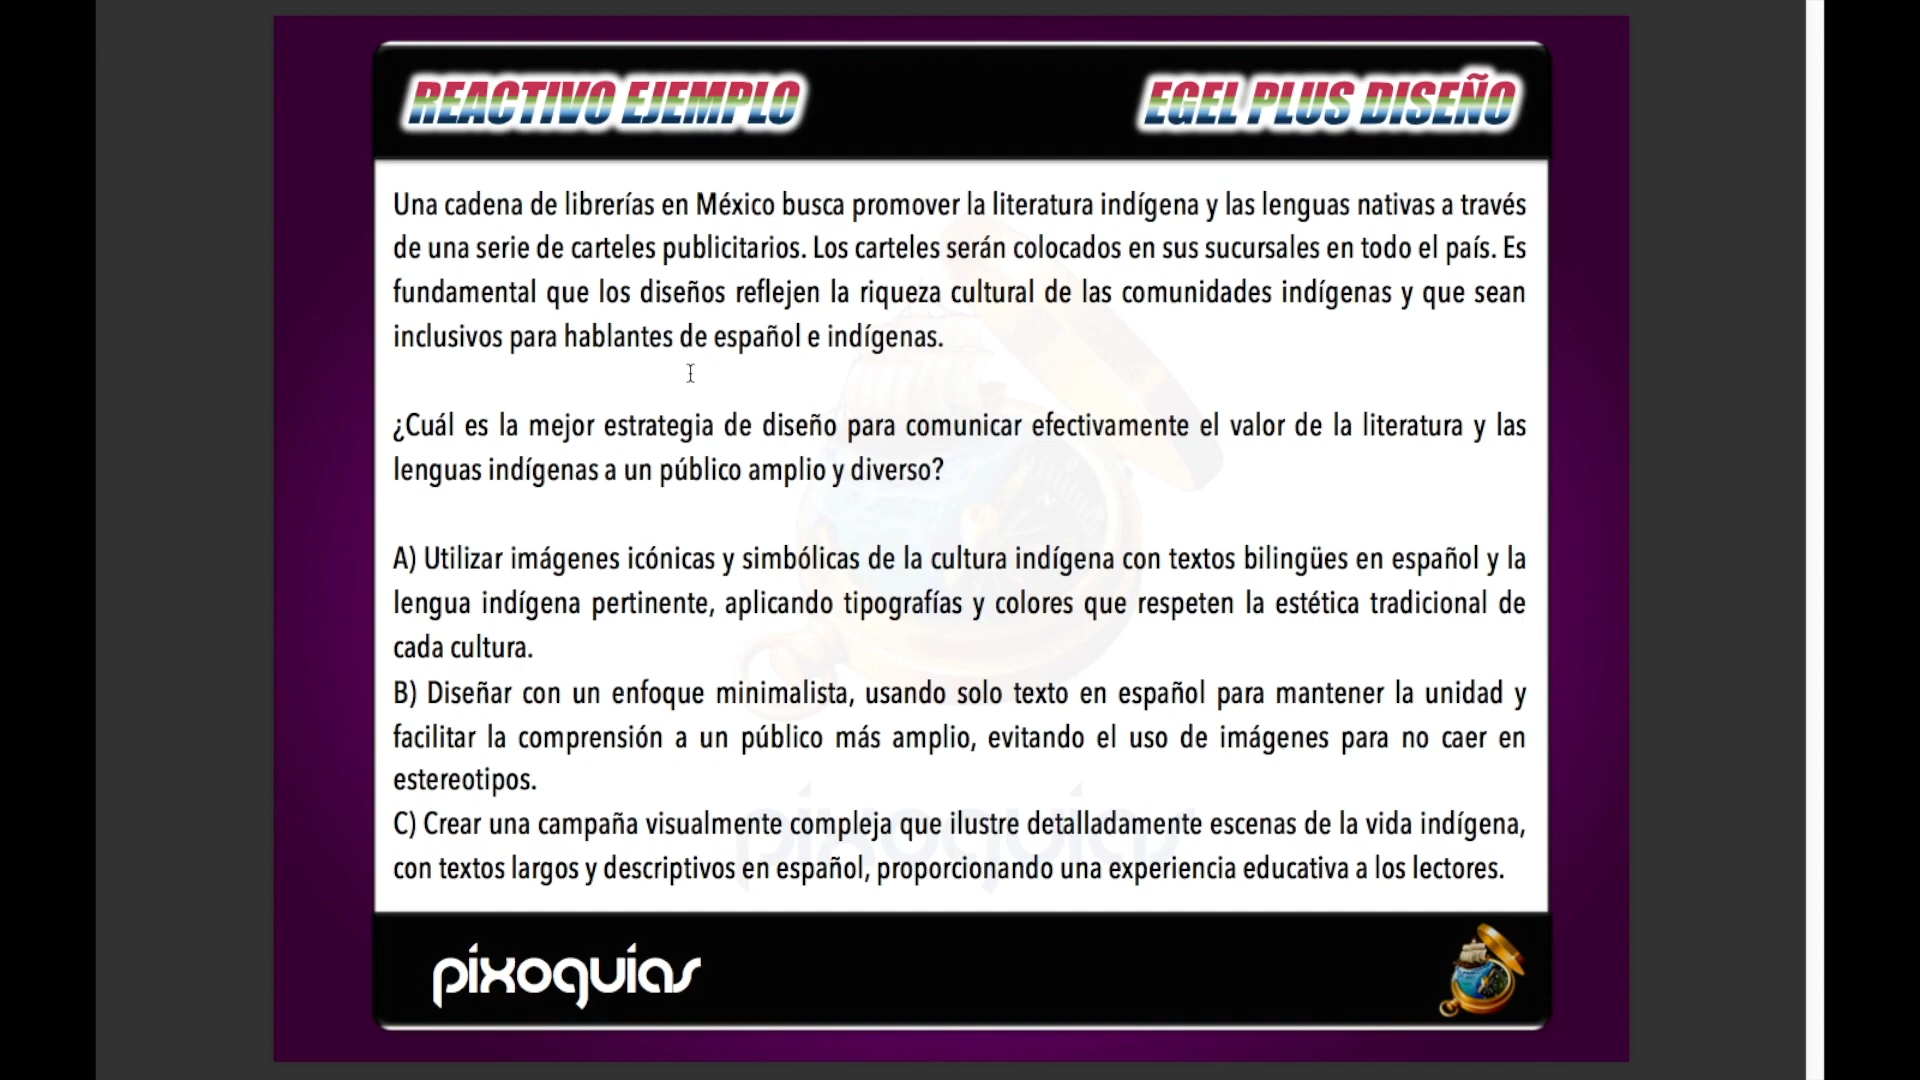 REACTIVO EJEMPLO
EGEL PLUS DISEÑO
Una cadena de librerías en México busca promover la literatura indígena y las lenguas nativas a través
de una serie de carteles publicitarios. Los carteles serán colocados en sus sucursales en todo el país. Es
fundamental que los diseños reflejen la riqueza cultural de las comunidades indígenas y que sean
inclusivos para hablantes de español e indígenas.
¿Cuál es la mejor estrategia de diseño para comunicar efectivamente el valor de la literatura y las
lenguas indígenas a un público amplio y diverso?
A) Utilizar imágenes icónicas y simbólicas de la cultura indígena con textos bilingües en español y la
lengua indígena pertinente, aplicando tipografías y colores que respeten la estética tradicional de
cada cultura.
B) Diseñar con un enfoque minimalista, usando solo texto en español para mantener la unidad y
facilitar la comprensión a un público más amplio, evitando el uso de imágenes para no caer en
estereotipos.
C) Crear una campaña visualmente compleja que ilustre detalladamente escenas de la vida indígena,
con textos largos y descriptivos en español, proporcionando una experiencia educativa a los lectores.
pixoguias
pixoguias